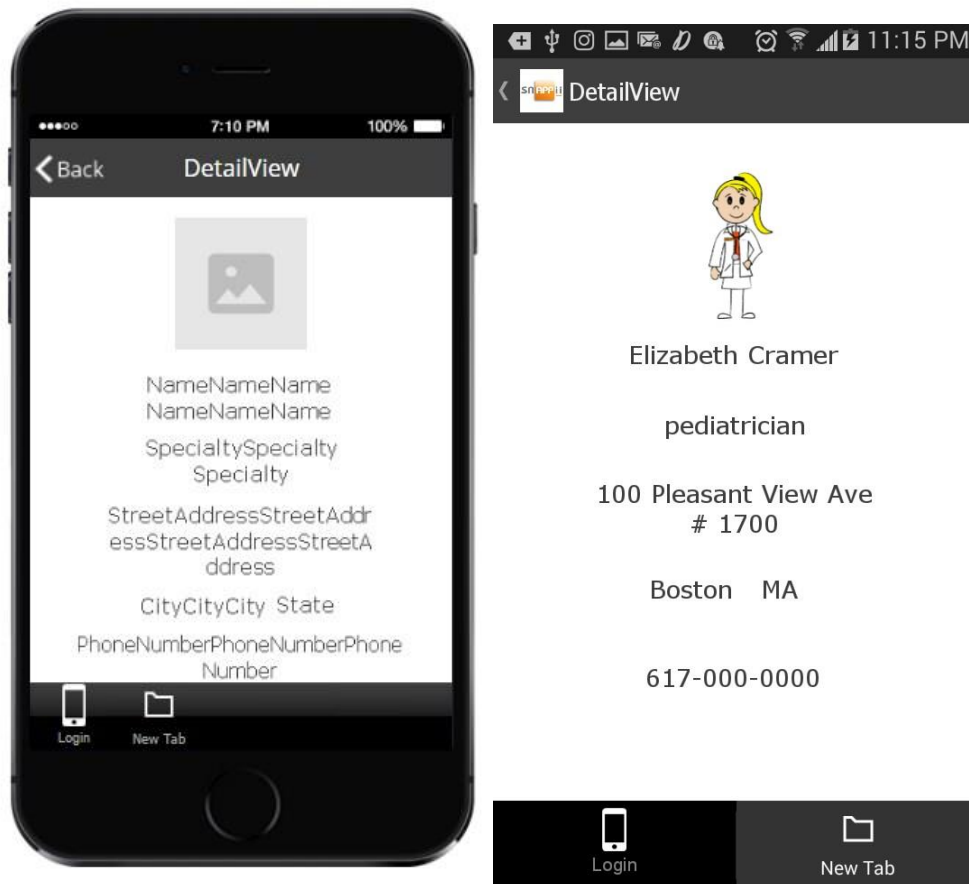 7:10 PM
100%
Back
DetailView
NameNameName
NameNameName
SpecialtySpecialty
Specialty
StreetAddressStreetAddr
essStreetAddressStreetA
ddress
CityCityCity State
PhoneNumberPhoneNumberPhone
Number
Login
New Tab
11:15 PM
snappii DetailView
Elizabeth Cramer
pediatrician
100 Pleasant View Ave
# 1700
Boston MA
617-000-0000
Login
New Tab